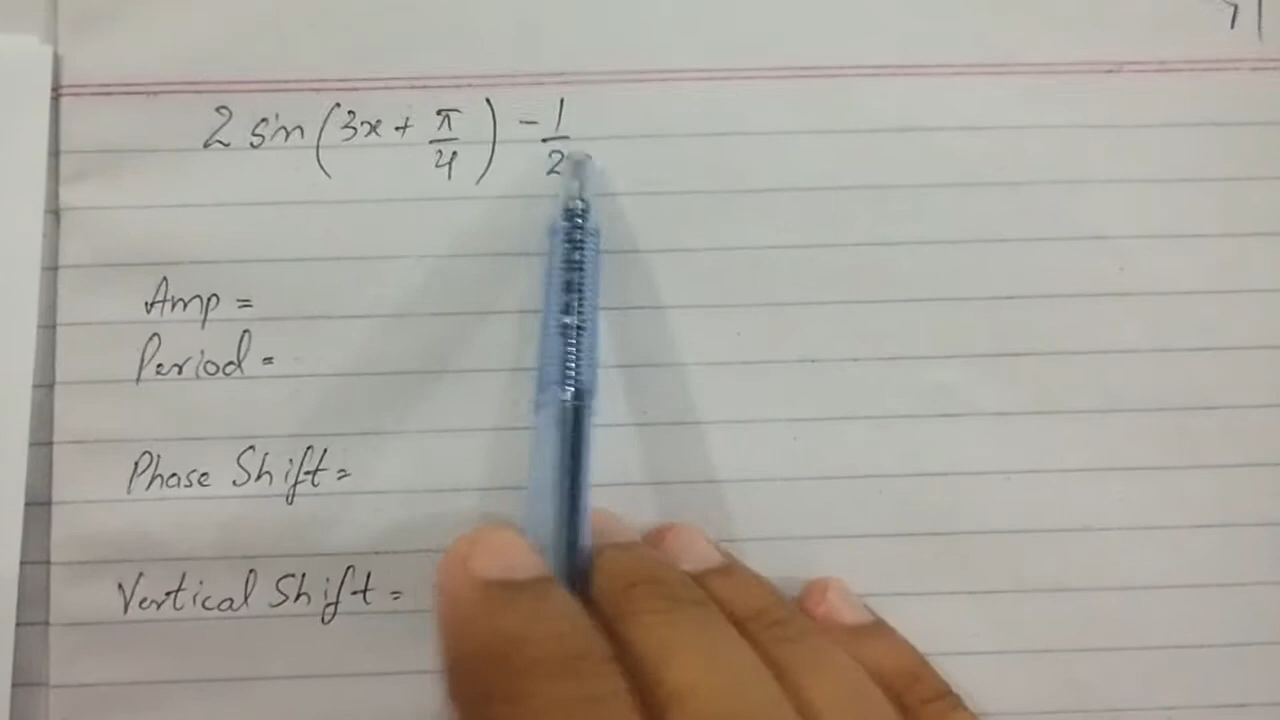 2 sin(3x + π/4) - 1/2
Amp =
Period =
Phase Shift =
Vertical Shift =